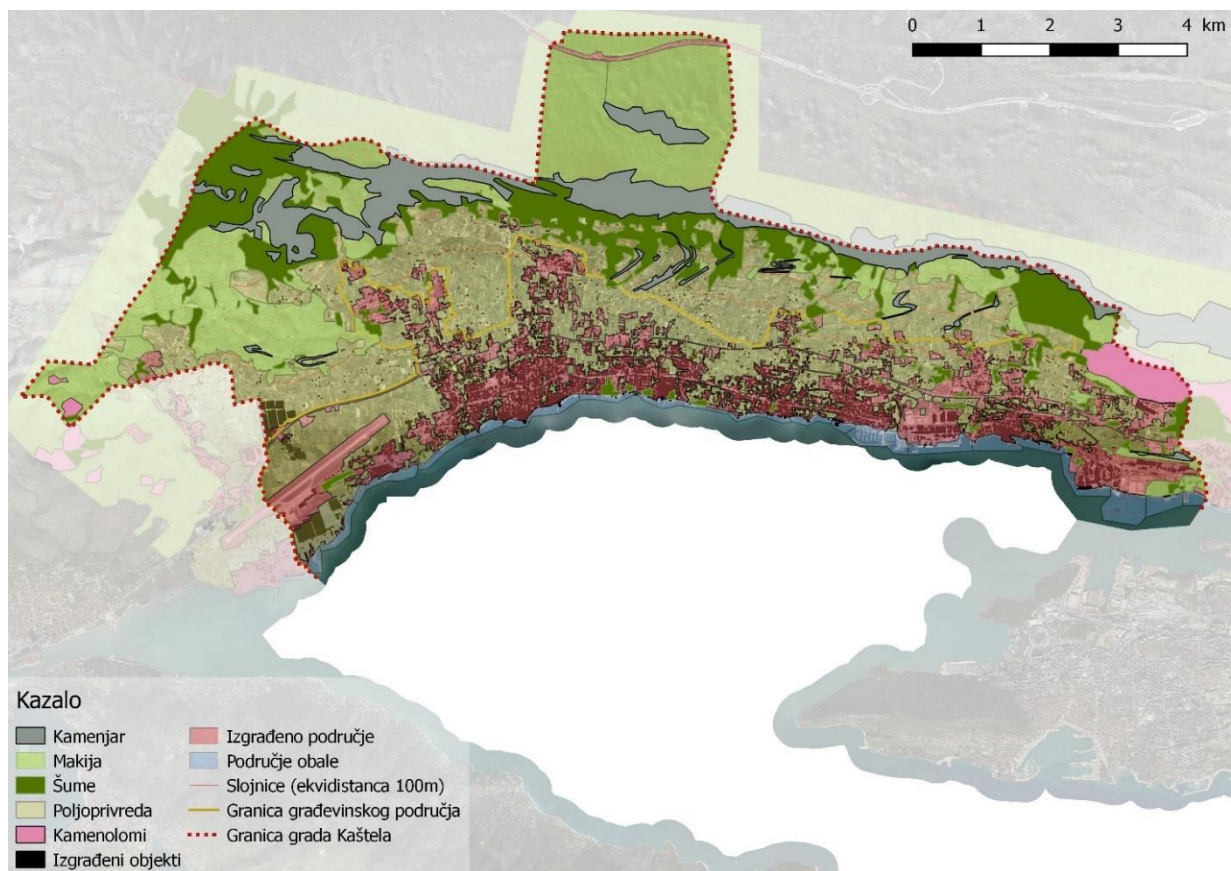 0 1 2 3 4 km
Kazalo
Kamenjar
Makija
Šume
Poljoprivreda
Kamenolomi
Izgrađeni objekti
Izgrađeno područje
Područje obale
Slojnice (ekvidistanca 100m)
Granica građevinskog područja
Granica grada Kaštela